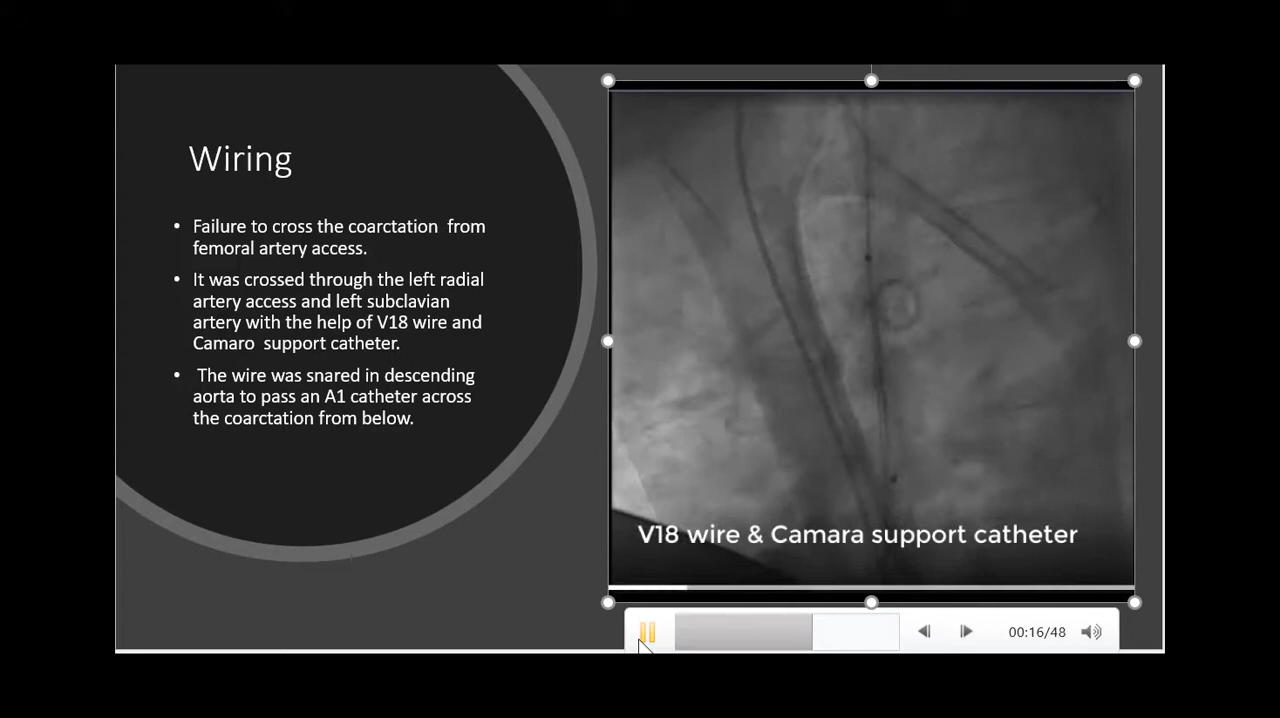 Wiring
• Failure to cross the coarctation from
femoral artery access.
• It was crossed through the left radial
artery access and left subclavian
artery with the help of V18 wire and
Camaro support catheter.
• The wire was snared in descending
aorta to pass an A1 catheter across
the coarctation from below.
V18 wire & Camara support catheter
00:16/48